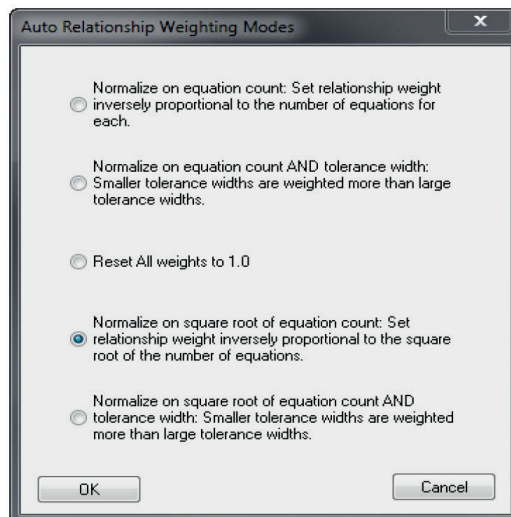 Auto Relationship Weighting Modes
x
Normalize on equation count: Set relationship weight
inversely proportional to the number of equations for
each.
Normalize on equation count AND tolerance width:
Smaller tolerance widths are weighted more than large
tolerance widths.
Reset All weights to 1.0
Normalize on square root of equation count: Set
relationship weight inversely proportional to the square
root of the number of equations.
Normalize on square root of equation count AND
tolerance width: Smaller tolerance widths are weighted
more than large tolerance widths.
OK
Cancel